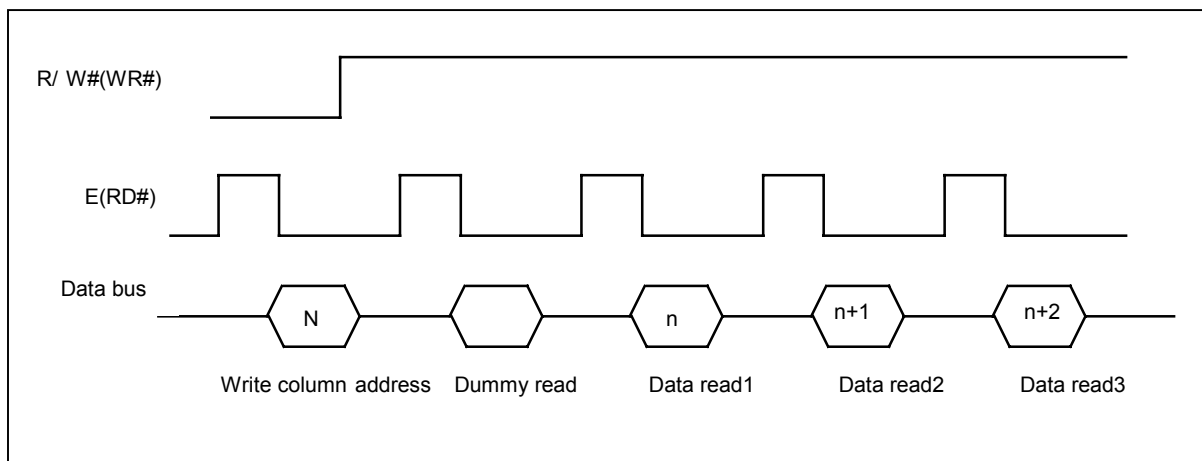 R/ W#(WR#)
E(RD#)
Data bus
N
n
n+1
n+2
Write column address
Dummy read
Data read1
Data read2
Data read3